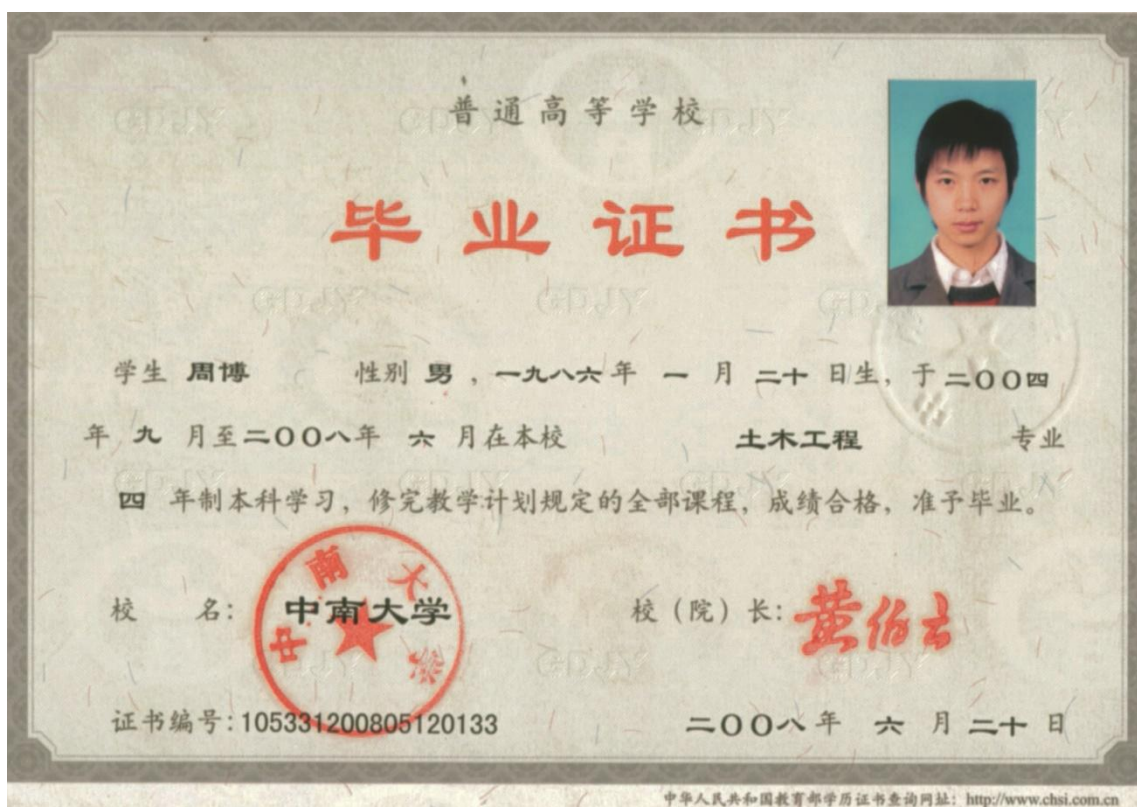 普通高等学校
毕业证书
学生 周博 性别 男，一九八六年 一 月 二十 日生，于二〇〇四
年 九 月至二〇〇八年 六 月在本校 土木工程 专业
四 年制本科学习，修完教学计划规定的全部课程，成绩合格，准予毕业。
校 名： 中南大学
中南大学
校（院）长：黄伯云
证书编号：105331200805120133
二〇〇八年 六 月二十日
中华人民共和国教育部学历证书查询网址：http://www.chsi.com.cn